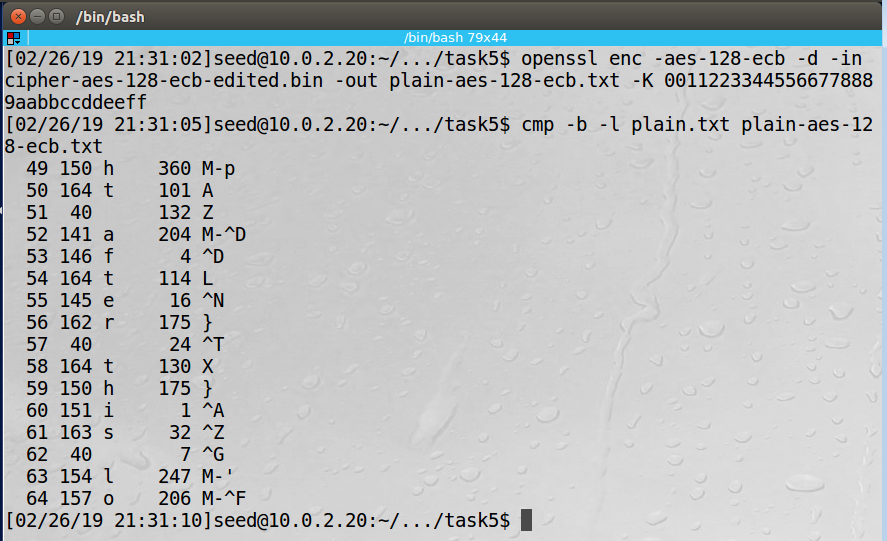 /bin/bash
/bin/bash 79x44
[02/26/19 21:31:02]seed@10.0.2.20:~/.../task5$ openssl enc -aes-128-ecb -d -in
cipher-aes-128-ecb-edited.bin -out plain-aes-128-ecb.txt -K 0011223344556677888
9aabbccddeeff
[02/26/19 21:31:05]seed@10.0.2.20:~/.../task5$ cmp -b -l plain.txt plain-aes-12
8-ecb.txt
49 150 h 360 M-p
50 164 t 101 A
51 40 132 Z
52 141 a 204 M-^D
53 146 f 4 ^D
54 164 t 114 L
55 145 e 16 ^N
56 162 r 175 }
57 40 24 ^T
58 164 t 130 X
59 150 h 175 }
60 151 i 1 ^A
61 163 s 32 ^Z
62 40 7 ^G
63 154 l 247 M-'
64 157 o 206 M-^F
[02/26/19 21:31:10]seed@10.0.2.20:~/.../task5$